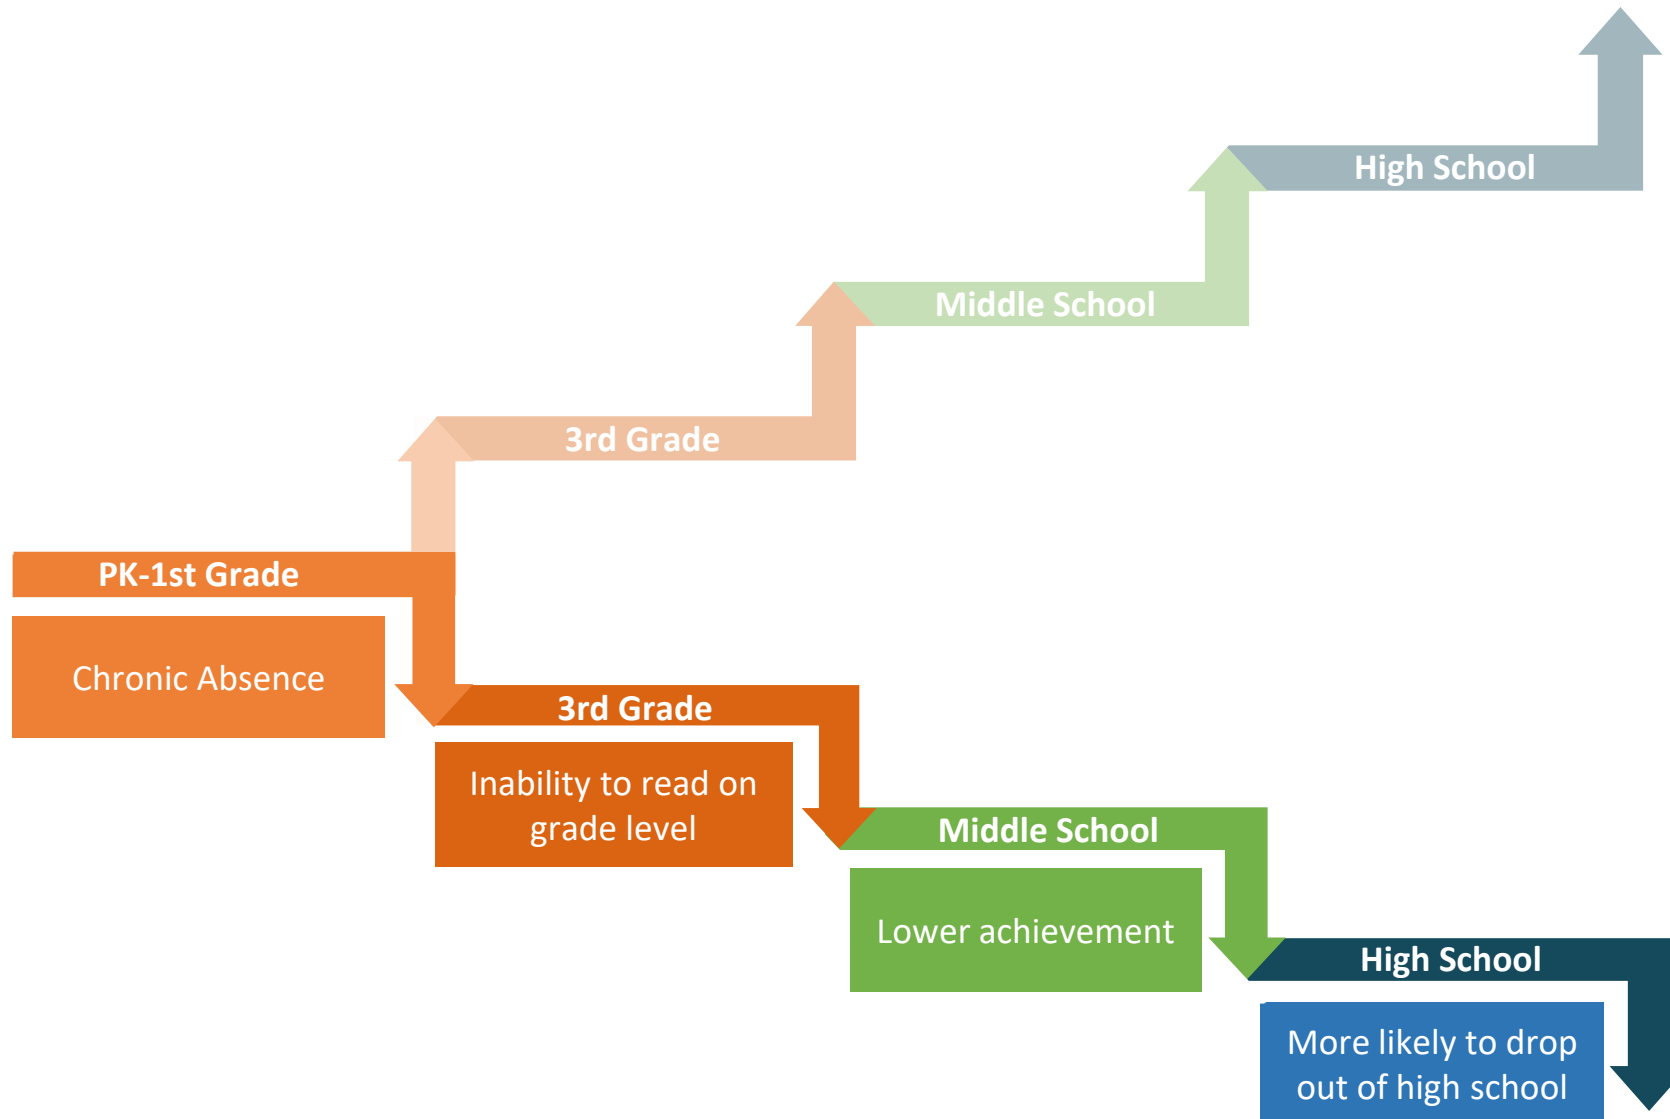 High School
Middle School
3rd Grade
PK-1st Grade
Chronic Absence
3rd Grade
Inability to read on
grade level
Middle School
Lower achievement
High School
More likely to drop
out of high school